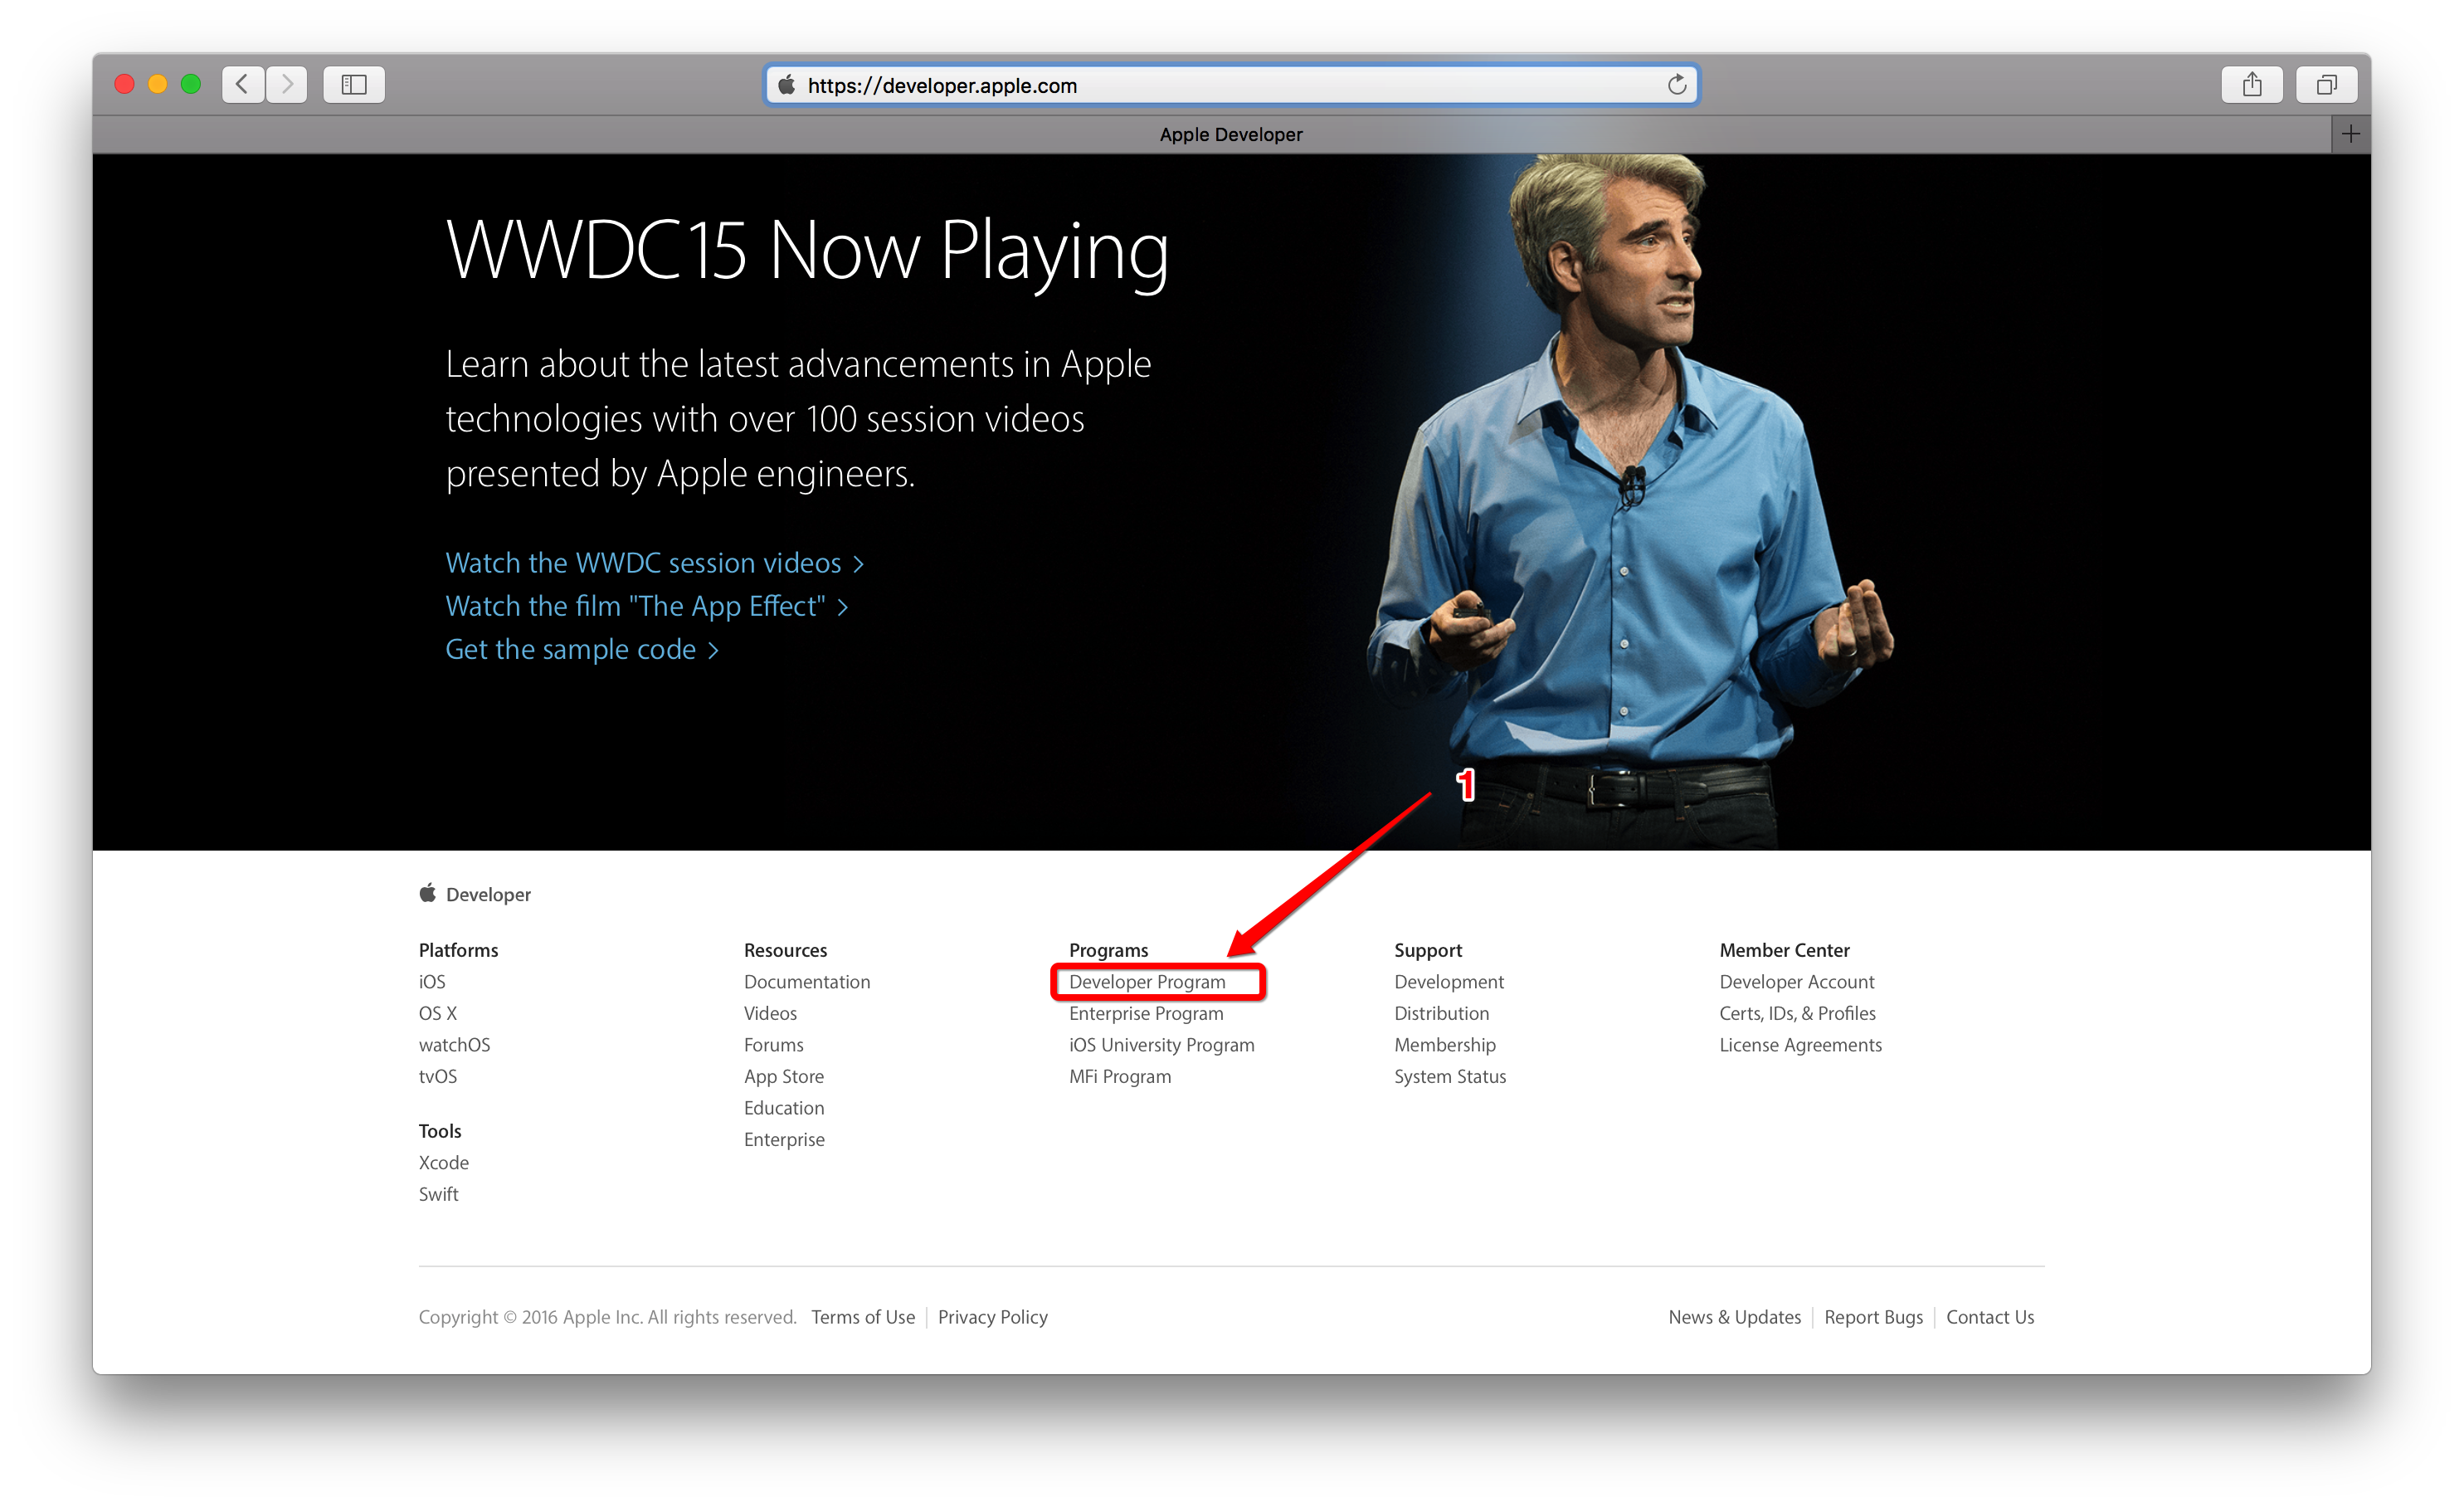 https://developer.apple.com
Apple Developer
WWDC15 Now Playing
Learn about the latest advancements in Apple
technologies with over 100 session videos
presented by Apple engineers.
Watch the WWDC session videos
Watch the film "The App Effect"
Get the sample code
1
Developer
Platforms
iOS
OS X
watchOS
tvOS
Tools
Xcode
Swift
Resources
Documentation
Videos
Forums
App Store
Education
Enterprise
Programs
Developer Program
Enterprise Program
iOS University Program
MFi Program
Support
Development
Distribution
Membership
System Status
Member Center
Developer Account
Certs, IDs, & Profiles
License Agreements
Copyright © 2016 Apple Inc. All rights reserved. Terms of Use Privacy Policy
News & Updates Report Bugs Contact Us